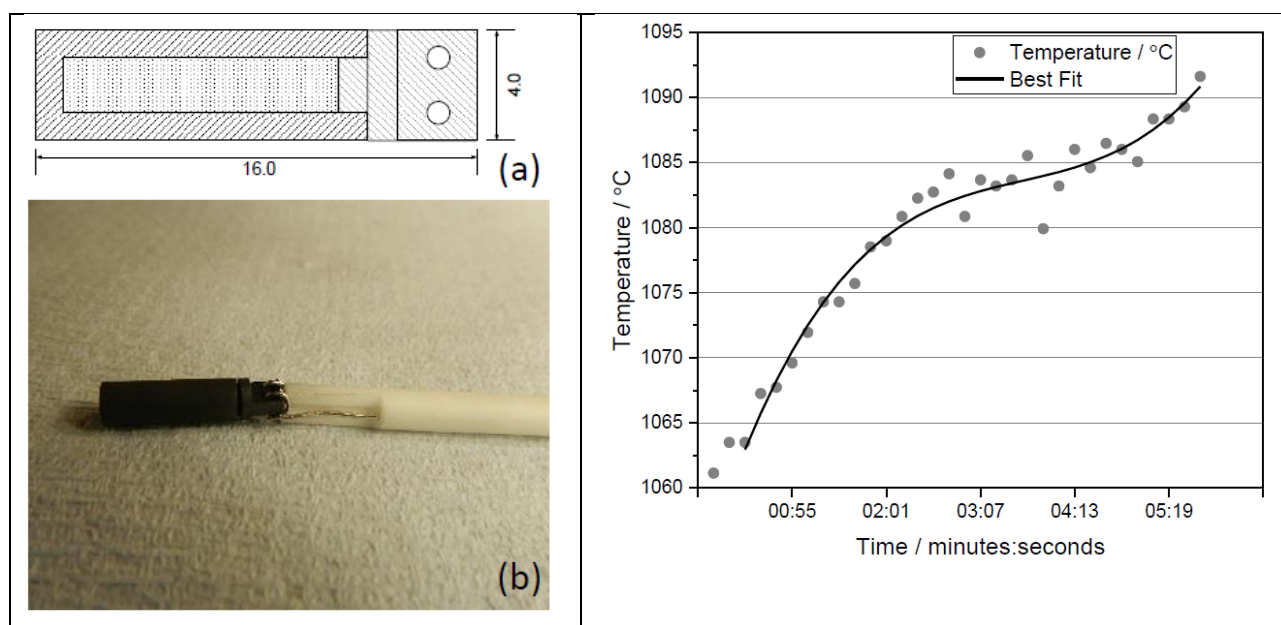 4.0
16.0
(a)
(b)
1095
1090
1085
1080
1075
1070
1065
1060
Temperature / °C
Temperature / °C
Best Fit
00:55 02:01 03:07 04:13 05:19
Time / minutes:seconds